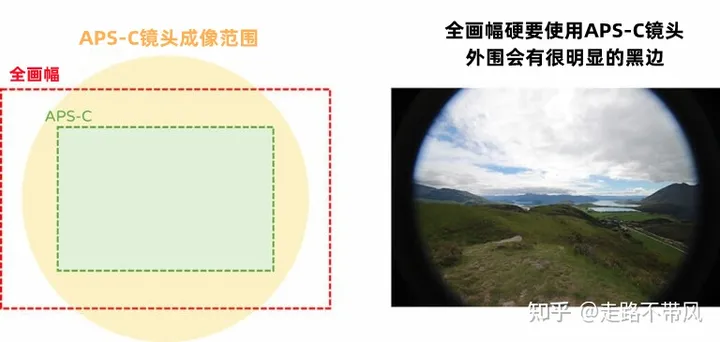 APS-C镜头成像范围
全画幅
APS-C
全画幅硬要使用APS-C镜头
外围会有很明显的黑边
知乎 @走路不带风